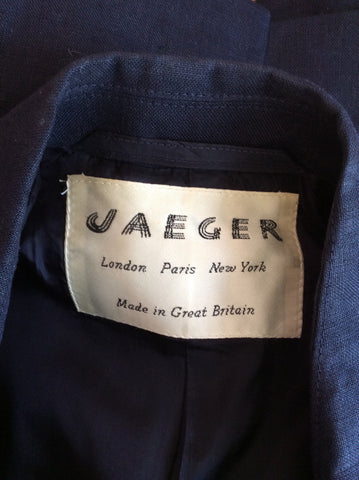 JAEGER
London Paris New York
Made in Great Britain